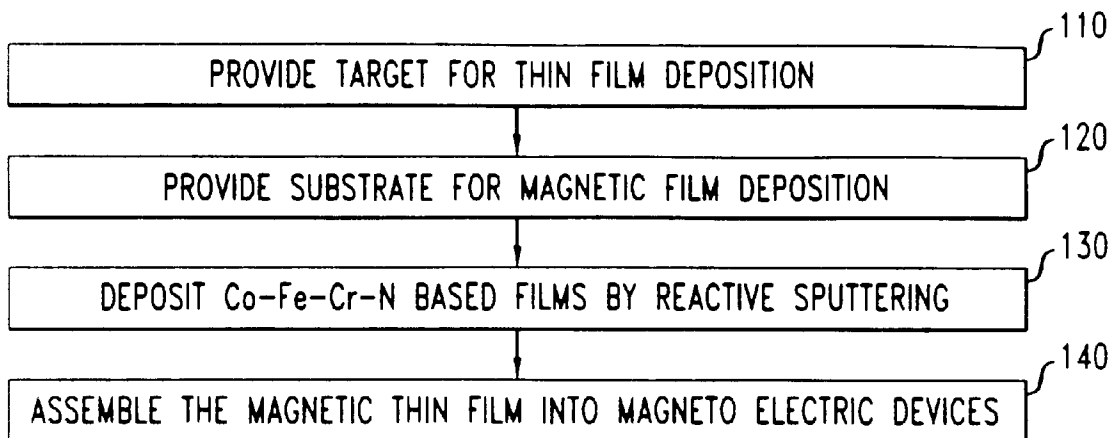 110
PROVIDE TARGET FOR THIN FILM DEPOSITION
120
PROVIDE SUBSTRATE FOR MAGNETIC FILM DEPOSITION
130
DEPOSIT Co-Fe-Cr-N BASED FILMS BY REACTIVE SPUTTERING
140
ASSEMBLE THE MAGNETIC THIN FILM INTO MAGNETO ELECTRIC DEVICES